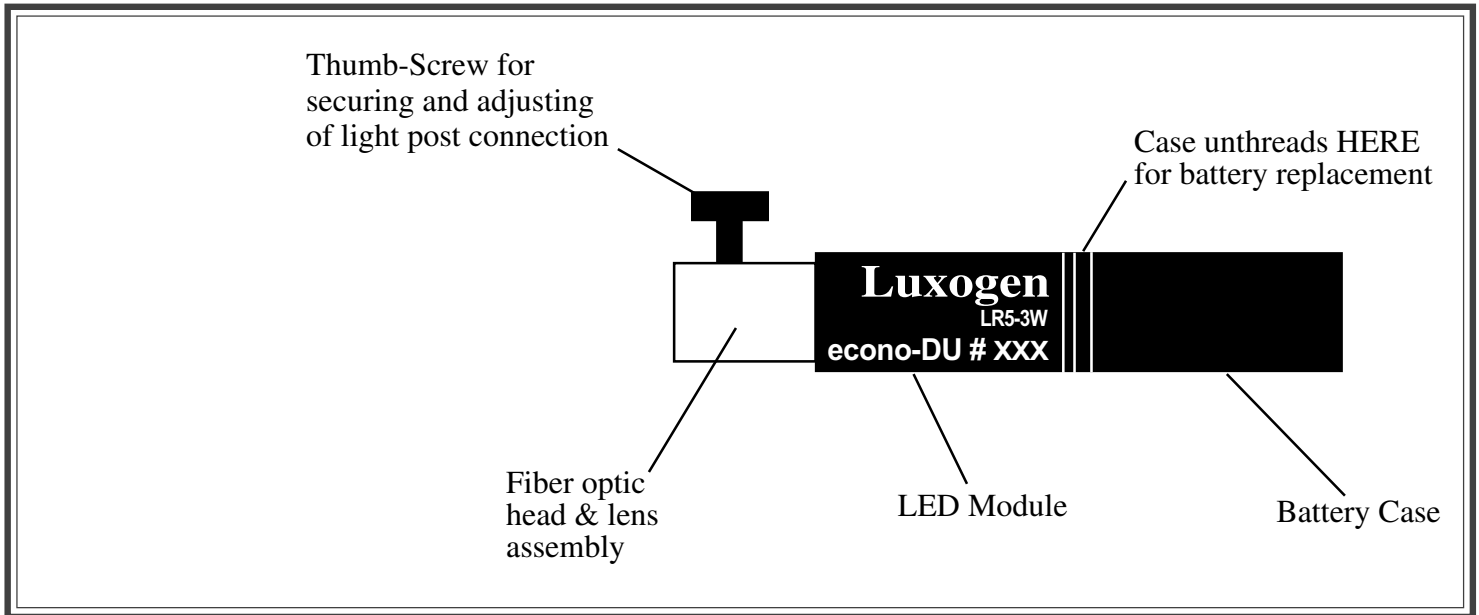 Thumb-Screw for
securing and adjusting
of light post connection
Case unthreads HERE
for battery replacement
Luxogen
LR5-3W
econo-DU # XXX
Fiber optic
head & lens
assembly
LED Module
Battery Case